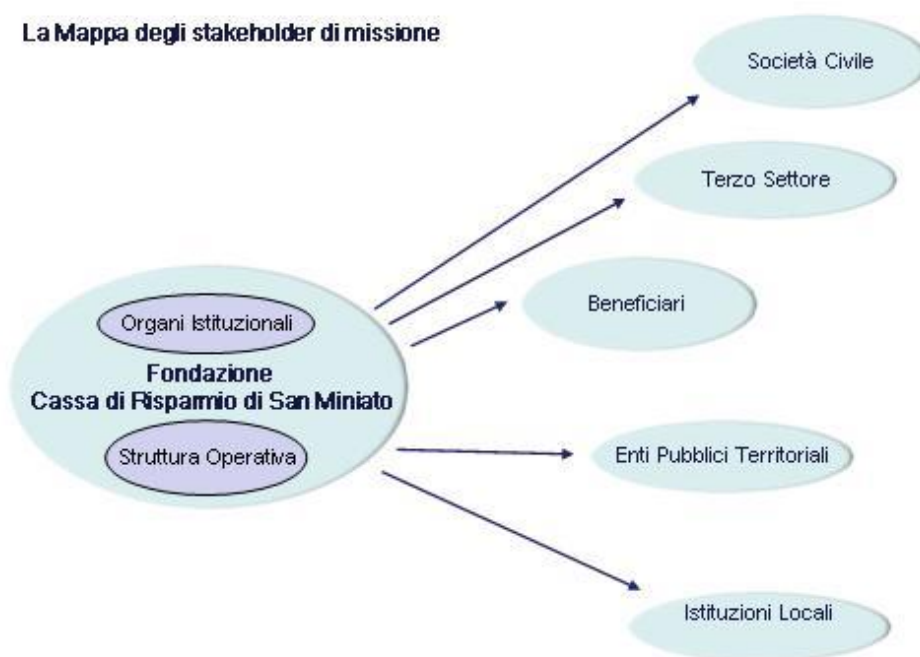 La Mappa degli stakeholder di missione
Società Civile
Terzo Settore
Beneficiari
Organi Istituzionali
Fondazione
Cassa di Risparmio di San Miniato
Struttura Operativa
Enti Pubblici Territoriali
Istituzioni Locali